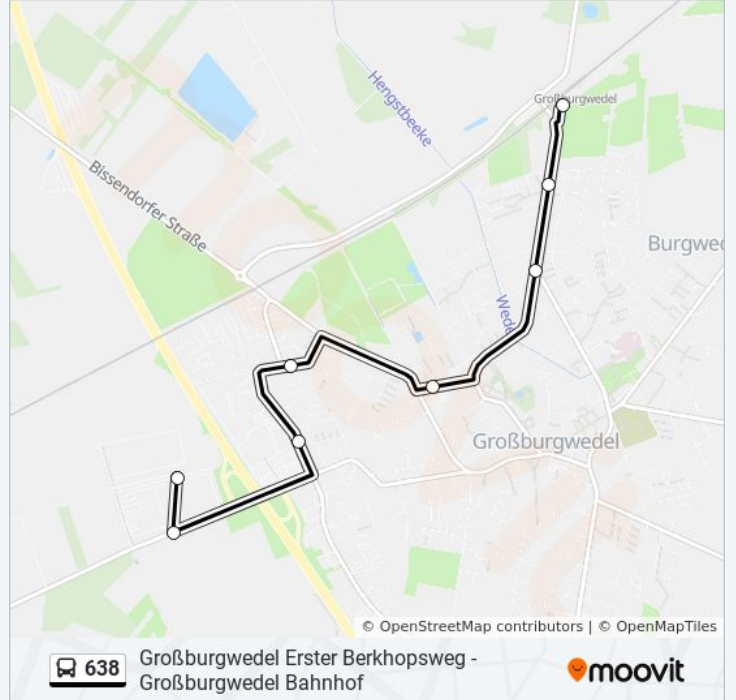 Großburgwedel
Hengstbeeke
Bissendorfer Straße
Burgwed
Wede
Großburgwedel
© OpenStreetMap contributors | © OpenMapTiles
638
Großburgwedel Erster Berkhopsweg -
Großburgwedel Bahnhof
moovit